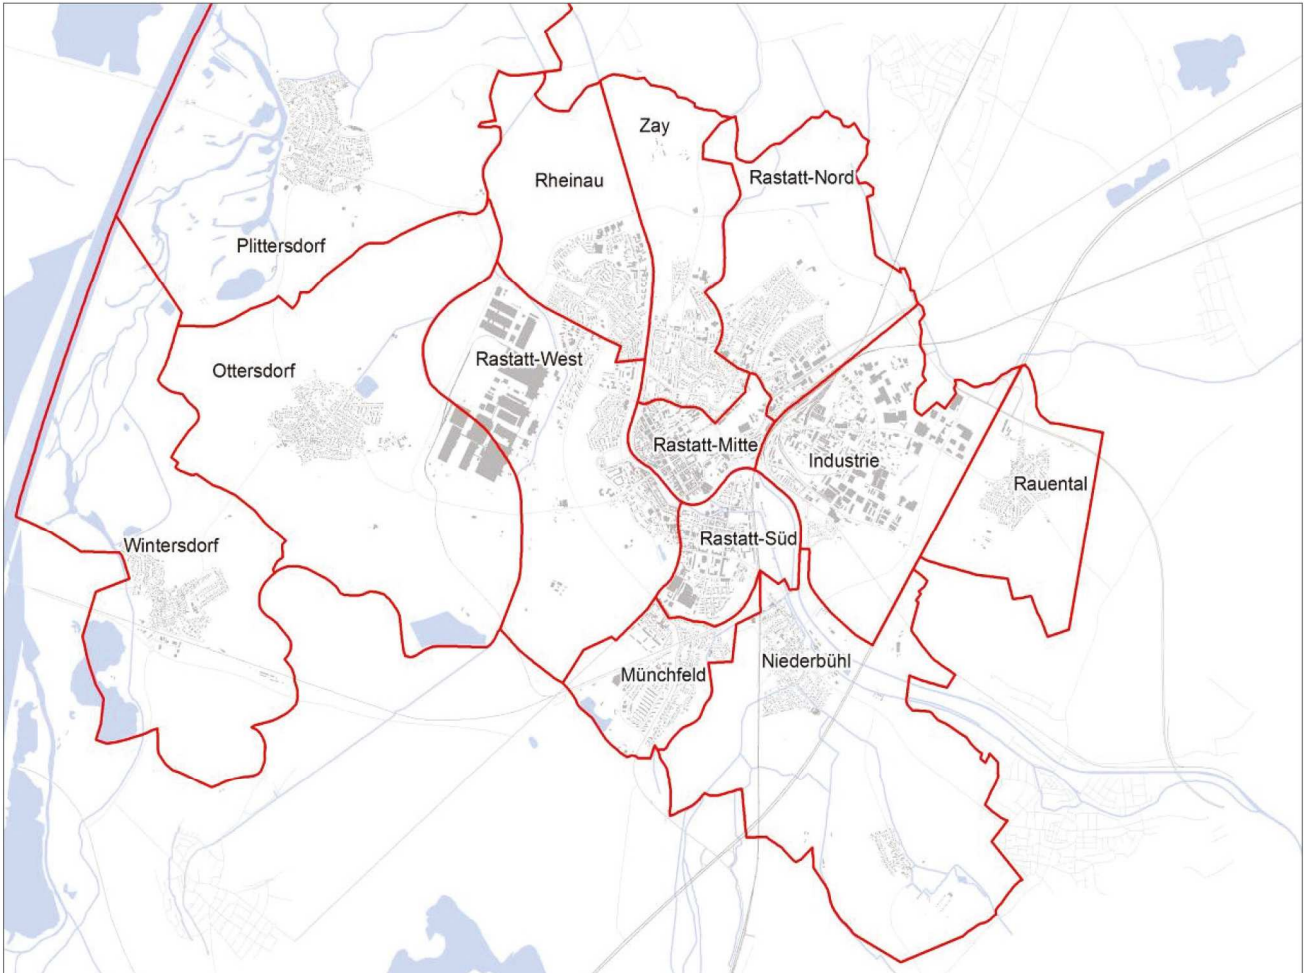 Zay
Rheinau
Rastatt-Nord
Plittersdorf
Rastatt-West
Ottersdorf
Rastatt-Mitte
Industrie
Rauental
Rastatt-Süd
Wintersdorf
Niederbühl
Münchfeld